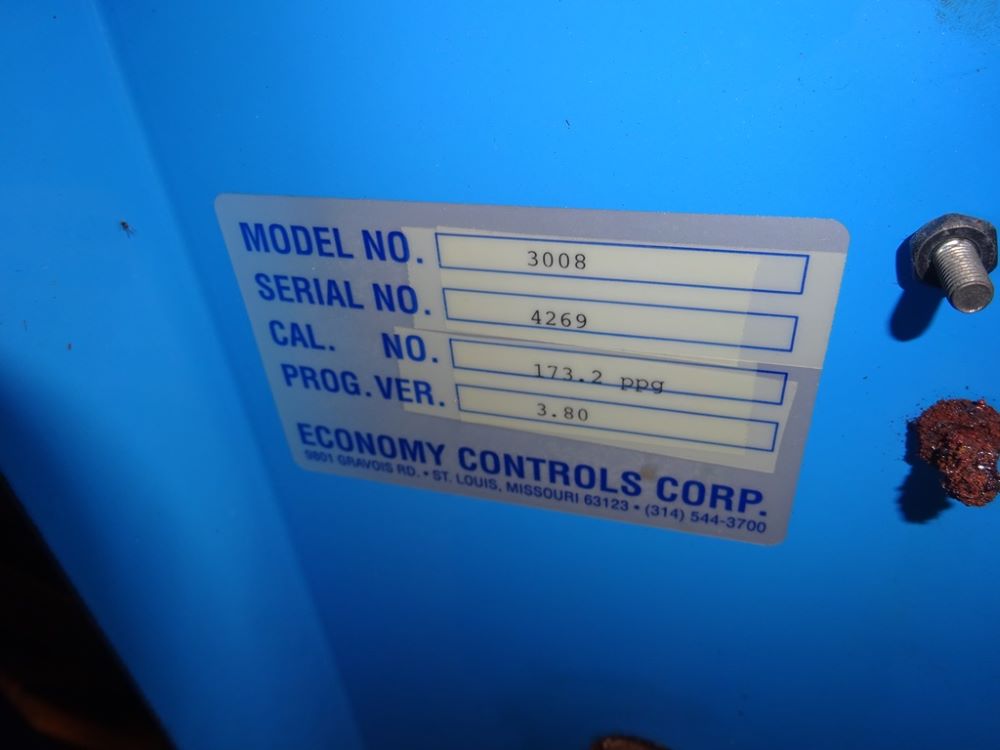 MODEL NO. 3008
SERIAL NO. 4269
CAL. NO. 173.2 ppg
PROG. VER. 3.80
ECONOMY CONTROLS CORP.
9801 GRAVOIS RD. • ST. LOUIS, MISSOURI 63123 • (314) 544-3700